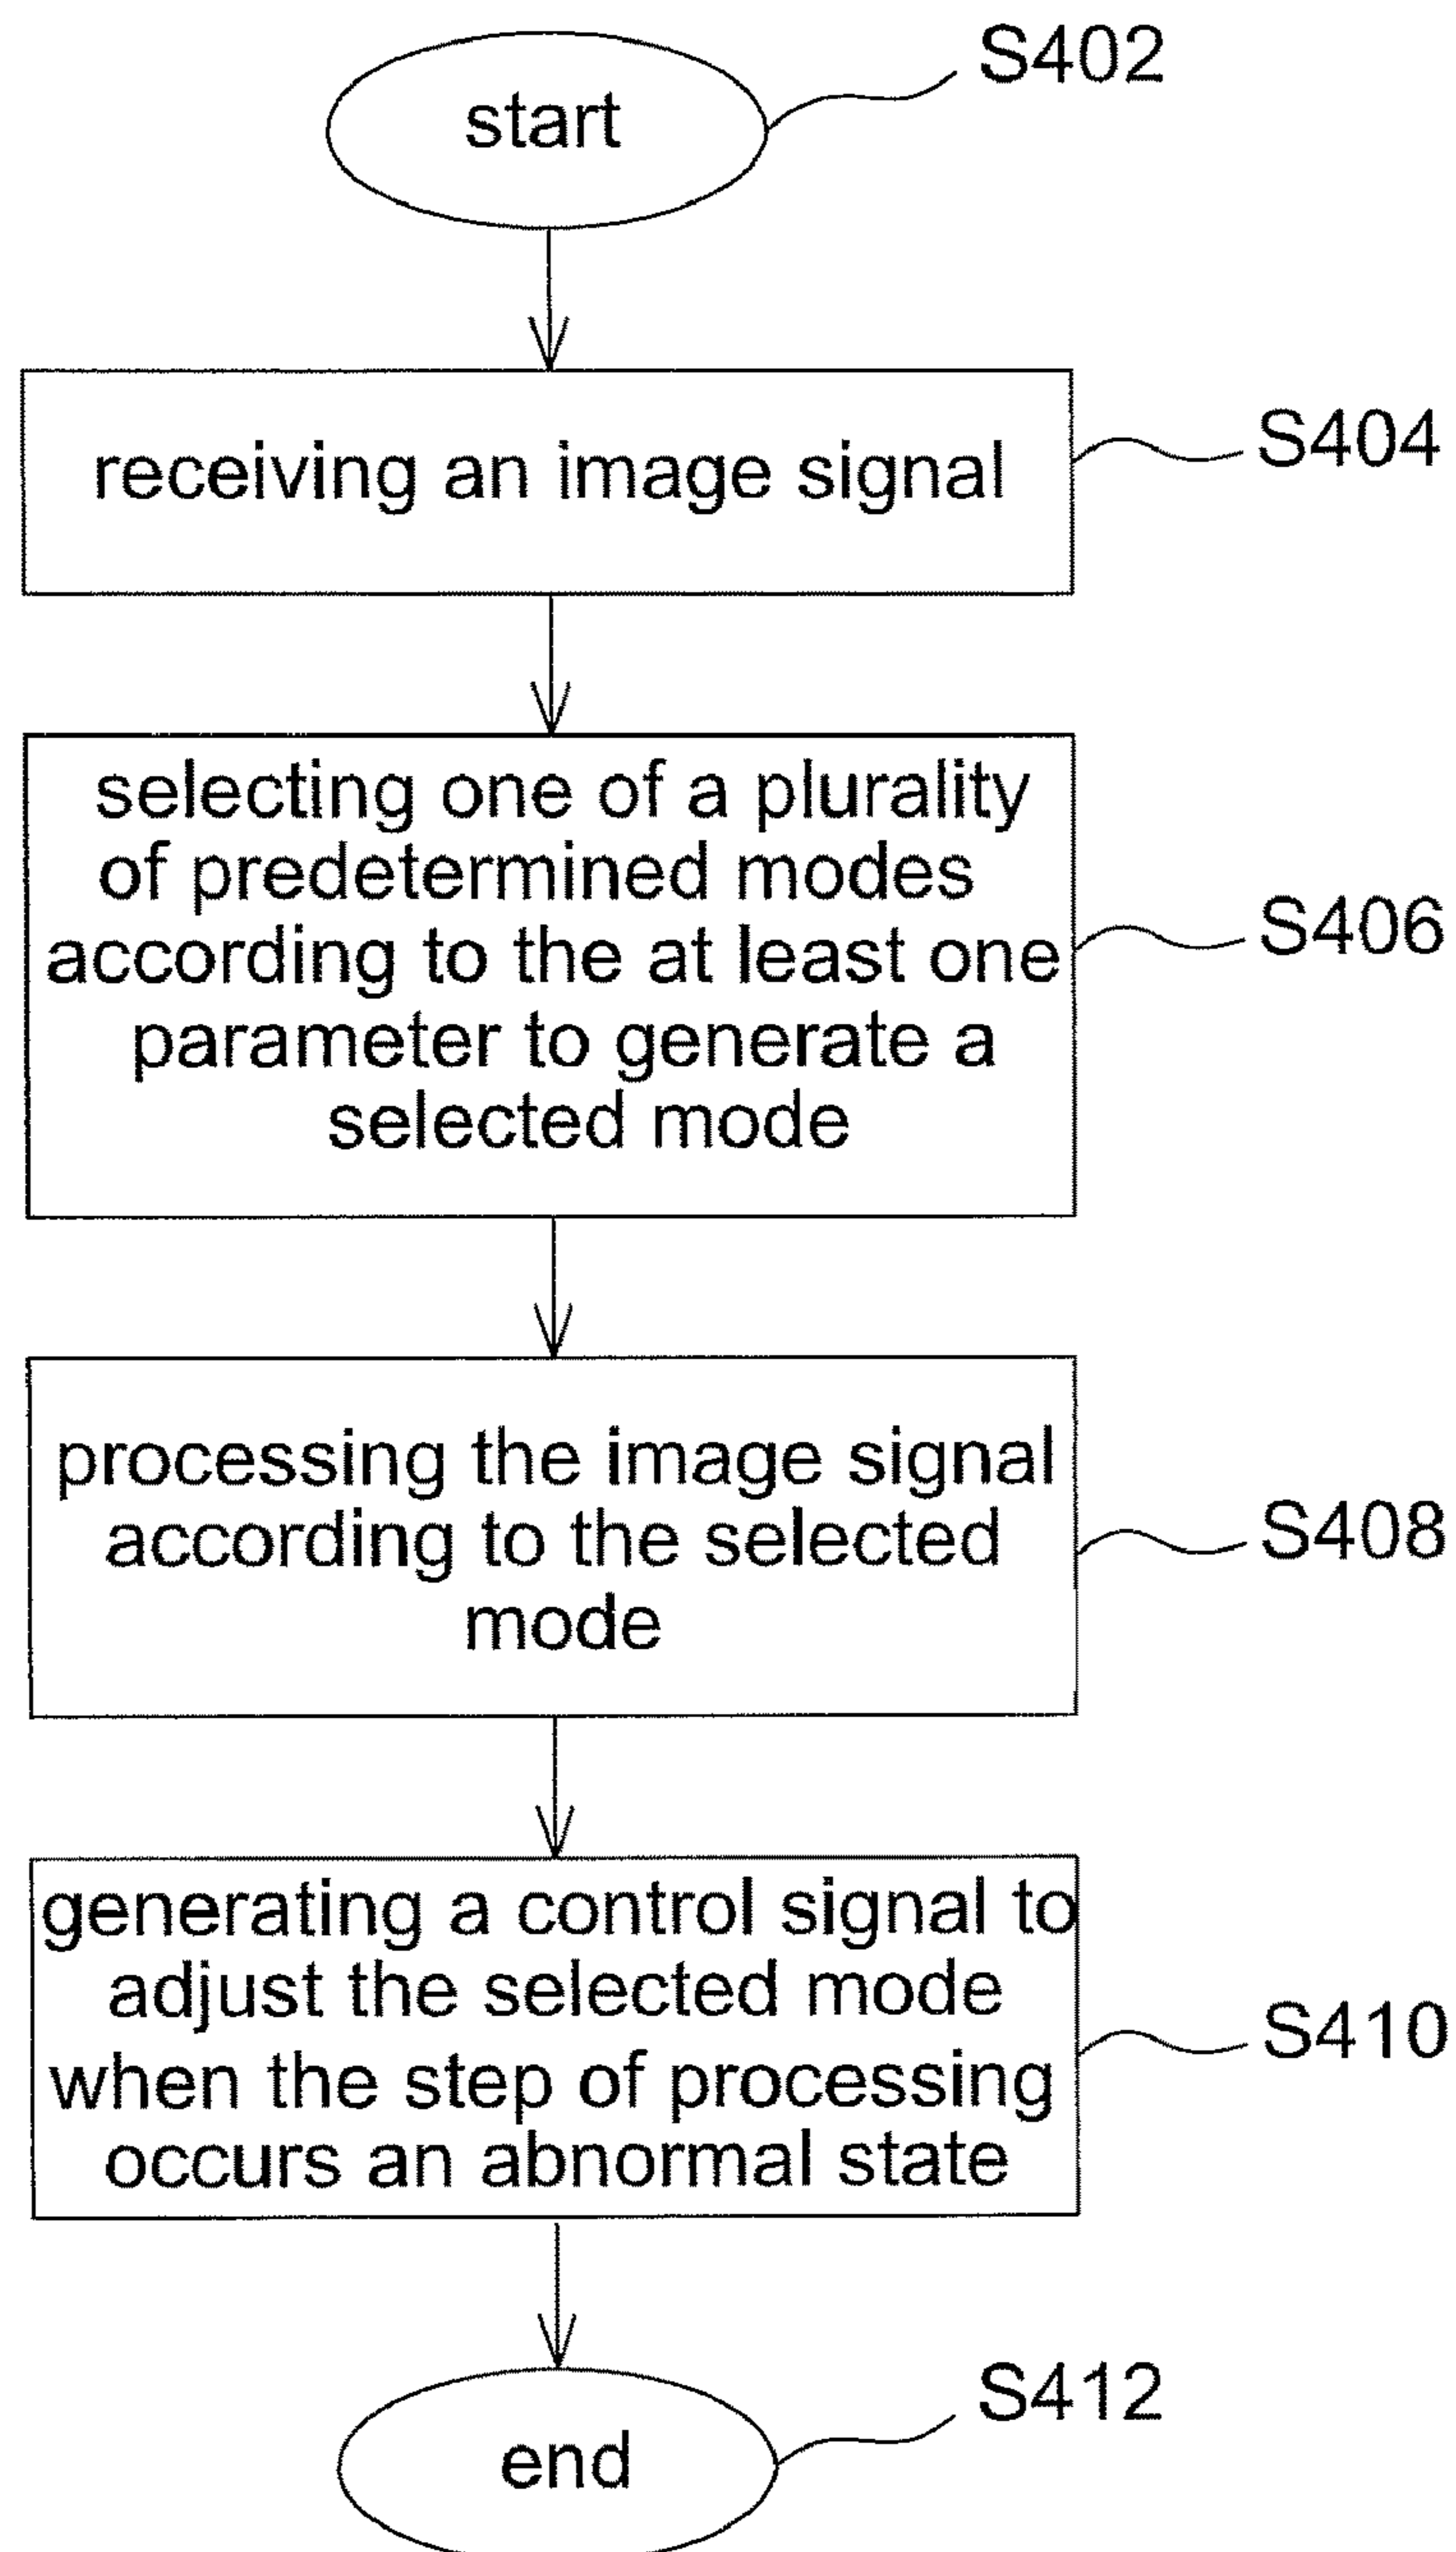 start
S402
receiving an image signal
S404
selecting one of a plurality
of predetermined modes
according to the at least one
parameter to generate a
selected mode
S406
processing the image signal
according to the selected
mode
S408
generating a control signal to
adjust the selected mode
when the step of processing
occurs an abnormal state
S410
end
S412